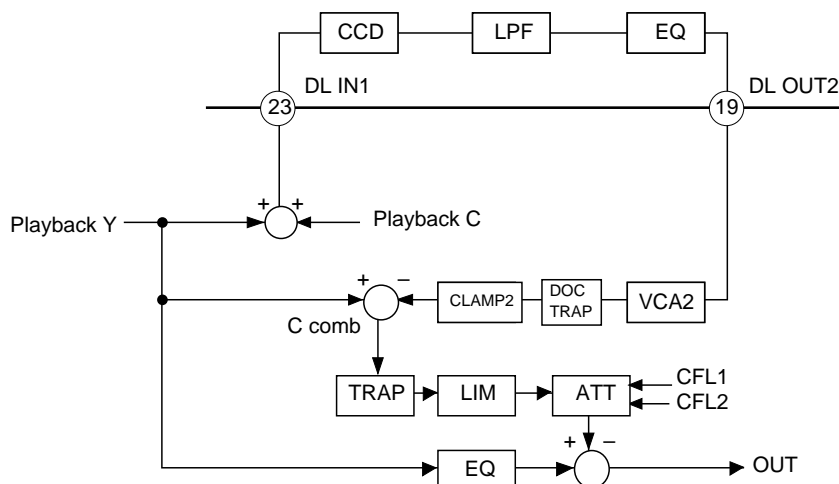 CCD
LPF
EQ
DL IN1
DL OUT2
23
19
+ +
Playback Y
Playback C
+ −
CLAMP2
DOC
TRAP
VCA2
C comb
TRAP
LIM
ATT
CFL1
CFL2
+ −
EQ
OUT